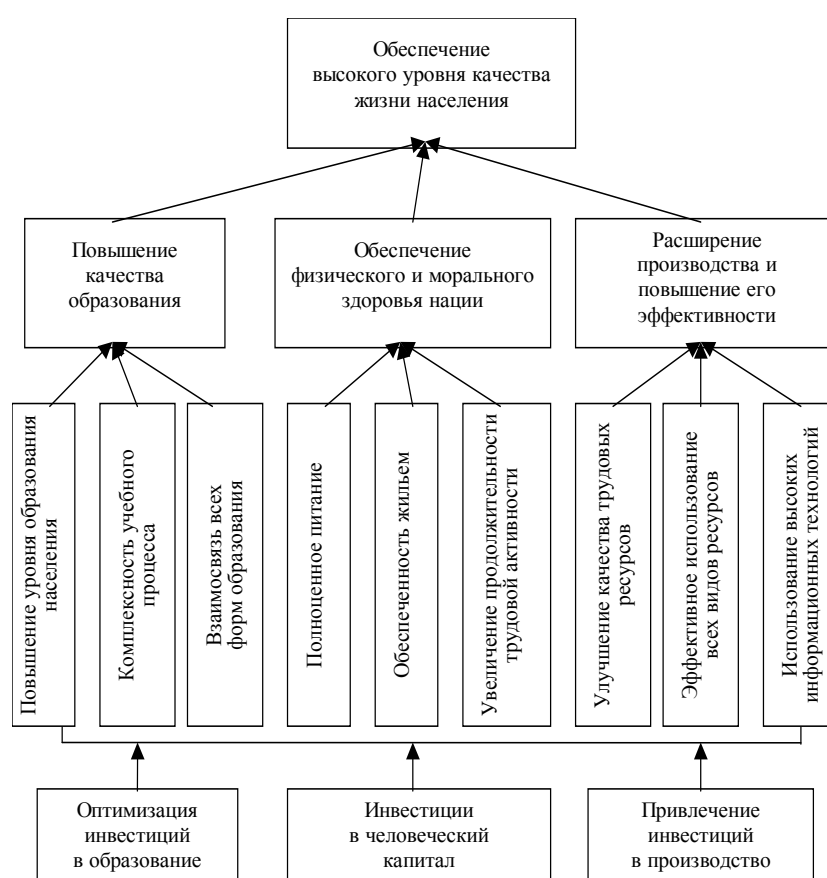 Обеспечение
высокого уровня качества
жизни населения
Повышение
качества
образования
Обеспечение
физического и морального
здоровья нации
Расширение
производства и
повышение его
эффективности
Повышение уровня образования
населения
Комплексность учебного
процесса
Взаимосвязь всех
форм образования
Полноценное питание
Обеспеченность жильем
Увеличение продолжительности
трудовой активности
Улучшение качества трудовых
ресурсов
Эффективное использование
всех видов ресурсов
Использование высоких
информационных технологий
Оптимизация
инвестиций
в образование
Инвестиции
в человеческий
капитал
Привлечение
инвестиций
в производство